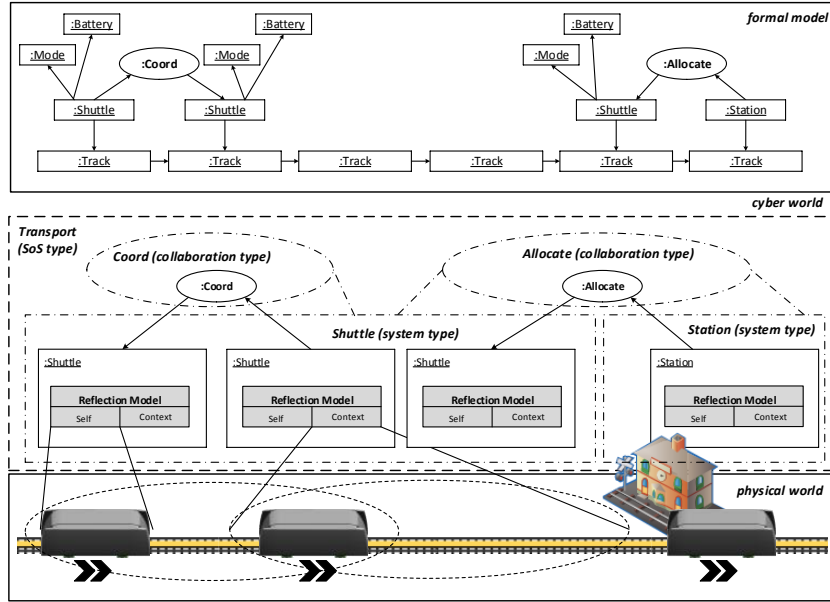 :Battery
:Battery
:Battery
formal model
:Mode
:Coord
:Mode
:Mode
:Allocate
:Shuttle
:Shuttle
:Shuttle
:Station
:Track
:Track
:Track
:Track
:Track
:Track
cyber world
Transport
(SoS type)
Coord (collaboration type)
Allocate (collaboration type)
:Coord
:Allocate
Shuttle (system type)
Station (system type)
:Shuttle
:Shuttle
:Shuttle
:Station
Reflection Model
Reflection Model
Reflection Model
Reflection Model
Self
Context
Self
Context
Self
Context
Self
Context
physical world